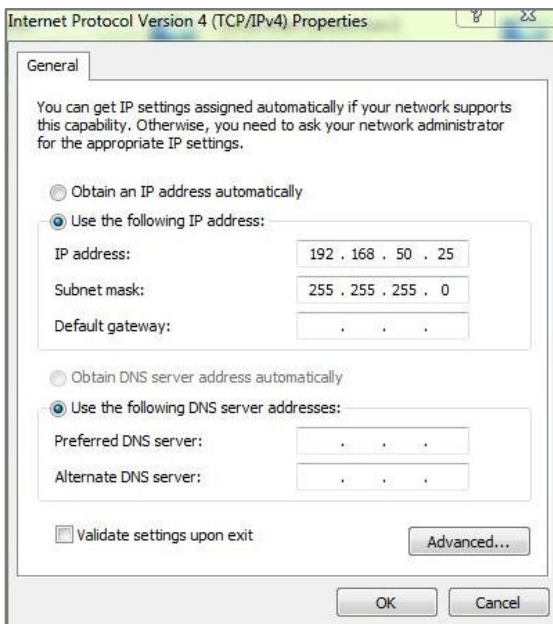 Internet Protocol Version 4 (TCP/IPv4) Properties
?
General
You can get IP settings assigned automatically if your network supports
this capability. Otherwise, you need to ask your network administrator
for the appropriate IP settings.
Obtain an IP address automatically
Use the following IP address:
IP address: 192 . 168 . 50 . 25
Subnet mask: 255 . 255 . 255 . 0
Default gateway: . . .
Obtain DNS server address automatically
Use the following DNS server addresses:
Preferred DNS server: . . .
Alternate DNS server: . . .
Validate settings upon exit
Advanced...
OK Cancel